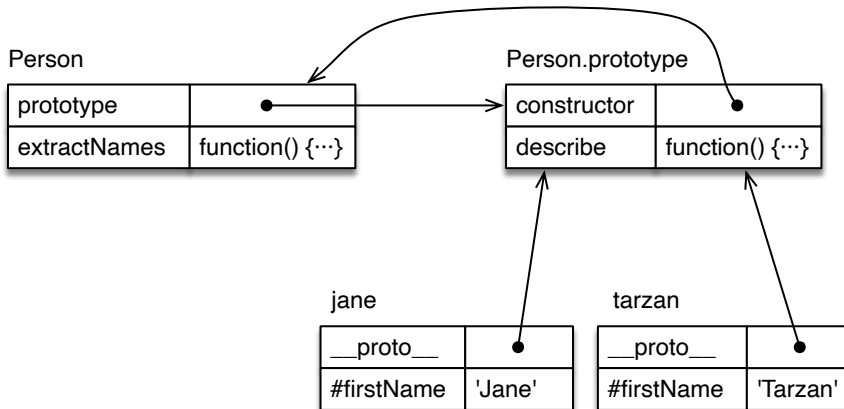 Person
prototype
extractNames function() {···}
Person.prototype
constructor
describe function() {···}
jane
__proto__
#firstName 'Jane'
tarzan
__proto__
#firstName 'Tarzan'